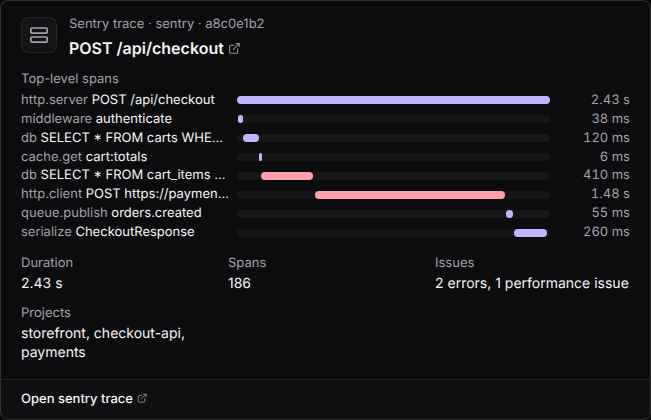 Sentry trace · sentry · a8c0e1b2
POST /api/checkout
Top-level spans
http.server POST /api/checkout 2.43 s
middleware authenticate 38 ms
db SELECT * FROM carts WHE... 120 ms
cache.get cart:totals 6 ms
db SELECT * FROM cart_items ... 410 ms
http.client POST https://paymen... 1.48 s
queue.publish orders.created 55 ms
serialize CheckoutResponse 260 ms
Duration Spans Issues
2.43 s 186 2 errors, 1 performance issue
Projects
storefront, checkout-api,
payments
Open sentry trace